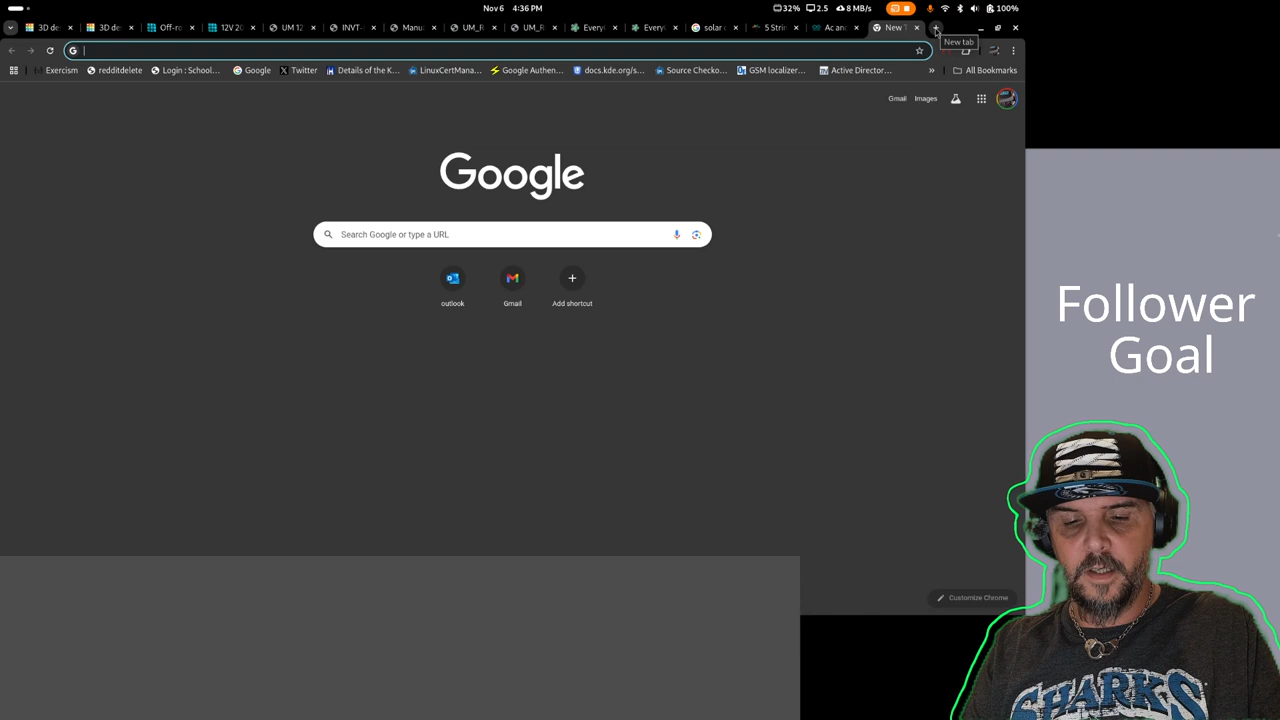 Nov 6 4:36 PM
32% 2.5 8 MB/s 100%
3D de 3D de Off-ro 12V 20 UM 12 INVT- Manu UM_R UM_R Every Every solar 5 Strin Ac an New T
New tab
Exercism redditdelete Login : School... Google Twitter Details of the K... LinuxCertMana... Google Authen... docs.kde.org/s... Source Checko... GSM localizer... Active Director... » All Bookmarks
Gmail Images
Google
Search Google or type a URL
outlook Gmail Add shortcut
Customize Chrome
Follower
Goal
SHARKS